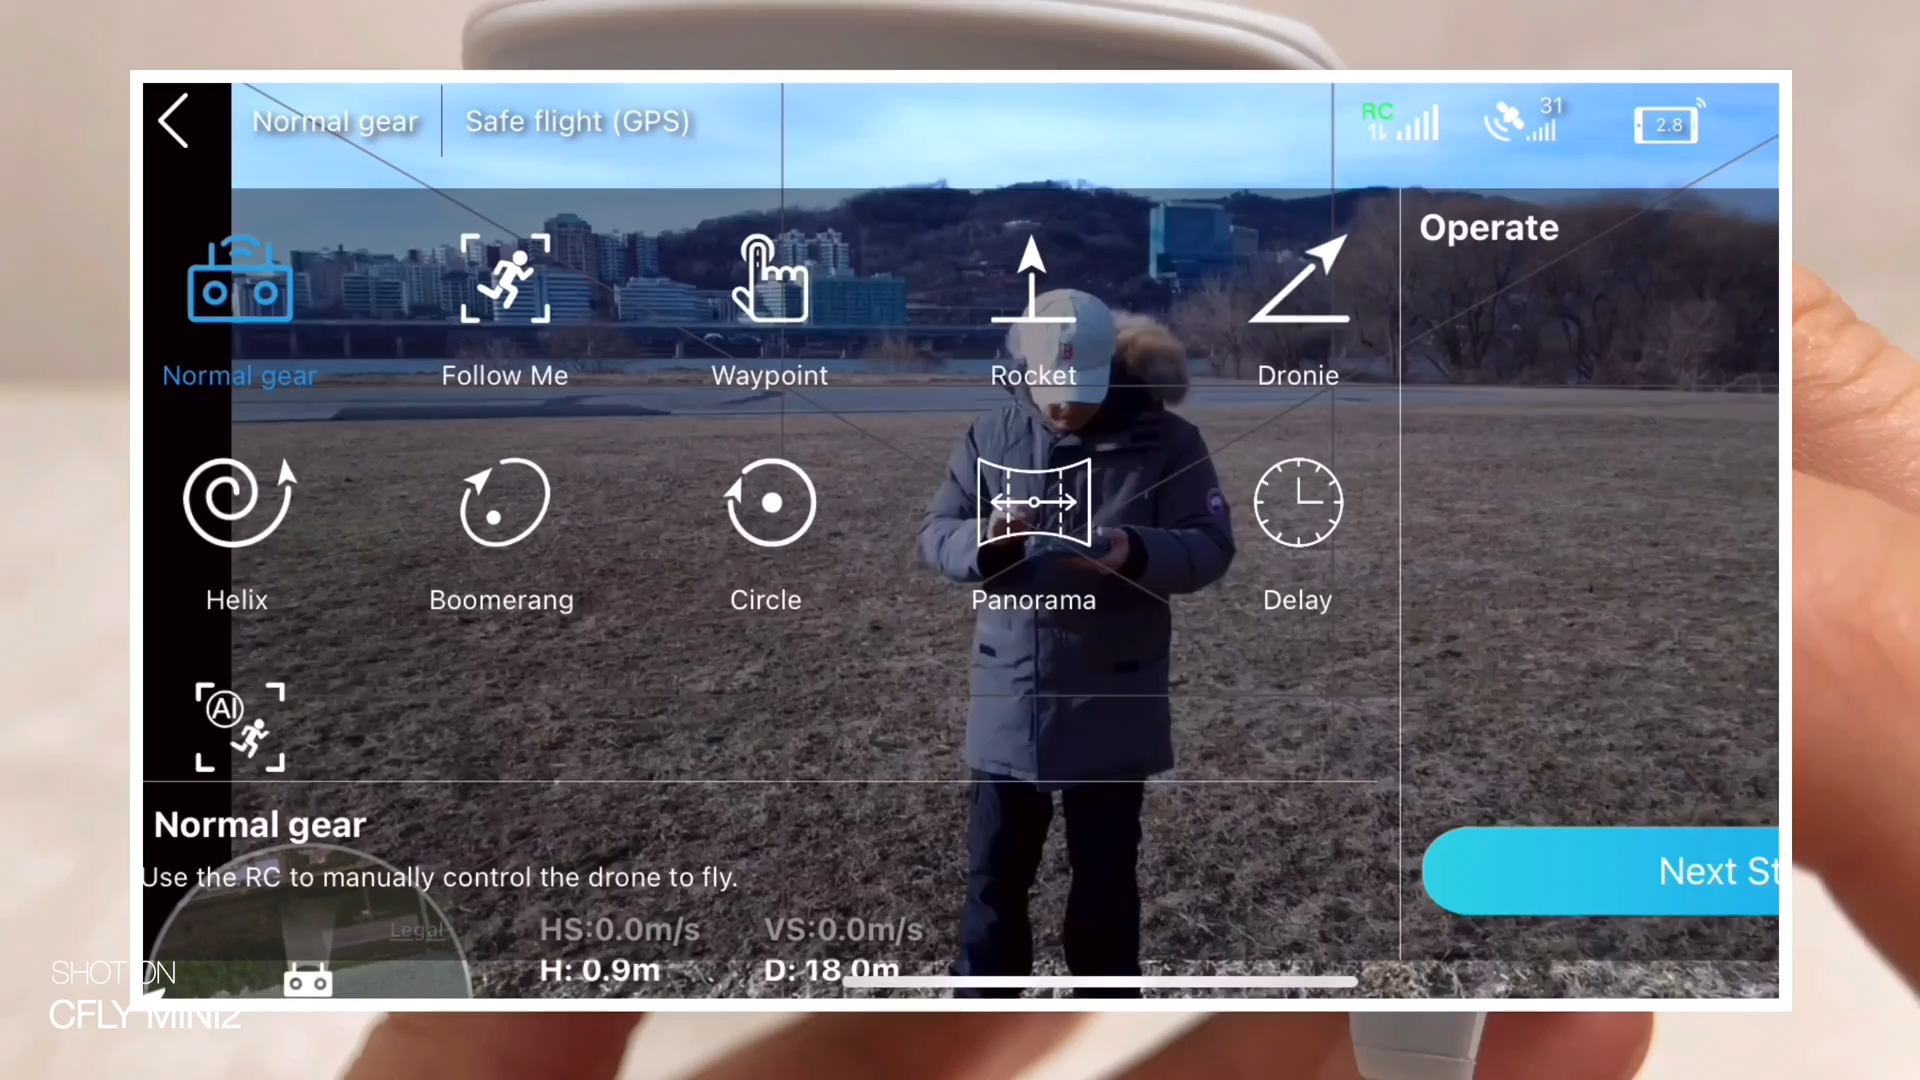 Normal gear
Safe flight (GPS)
RC
31
2.8
Operate
Normal gear
Follow Me
Waypoint
Rocket
Dronie
Helix
Boomerang
Circle
Panorama
Delay
AI
Normal gear
Use the RC to manually control the drone to fly.
Next St
Legal
HS:0.0m/s
VS:0.0m/s
H: 0.9m
D: 18.0m
SHOT ON
CFLY MINI2